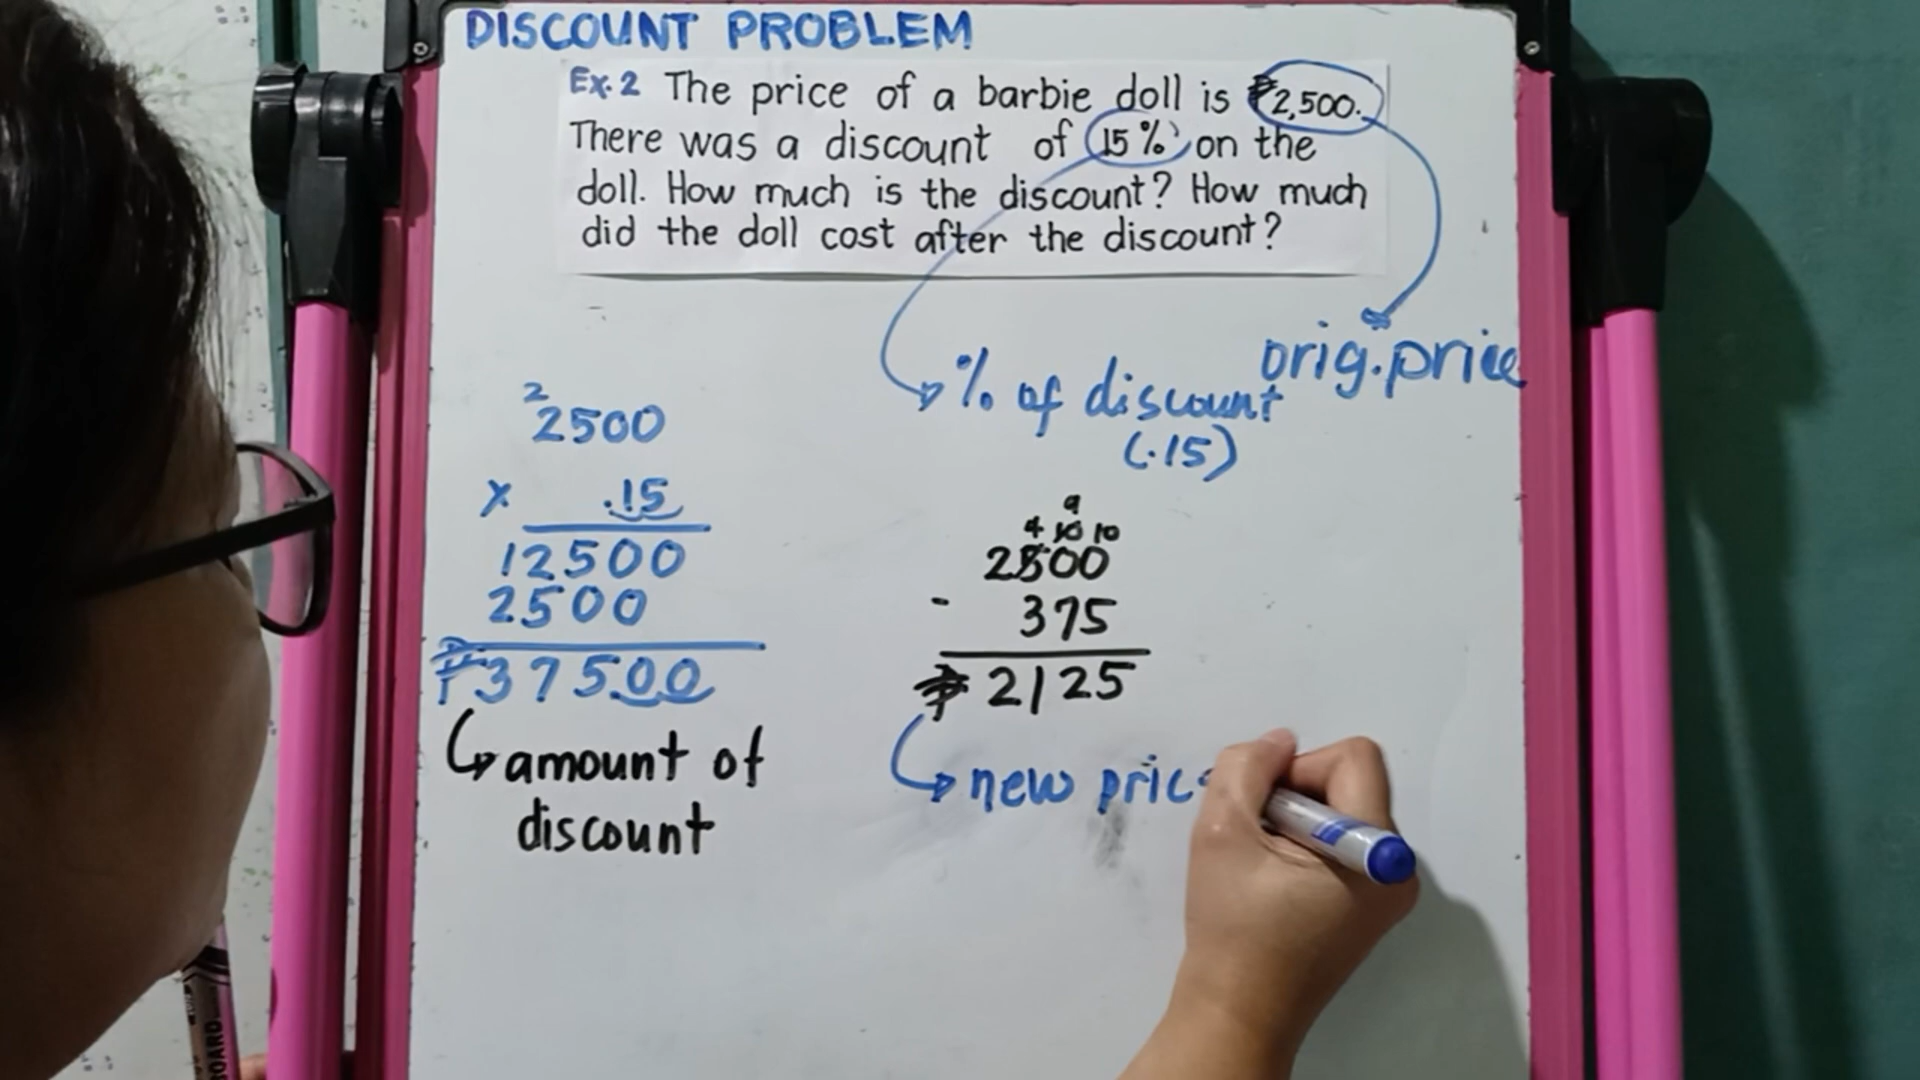 DISCOUNT PROBLEM
Ex. 2 The price of a barbie doll is ₱2,500.
There was a discount of 15% on the
doll. How much is the discount? How much
did the doll cost after the discount?
orig. price
% of discount
(.15)
2
2500
x .15
12500
2500
₱37500
amount of
discount
9
4 10 10
2500
- 375
₱ 2125
new pric
OARD